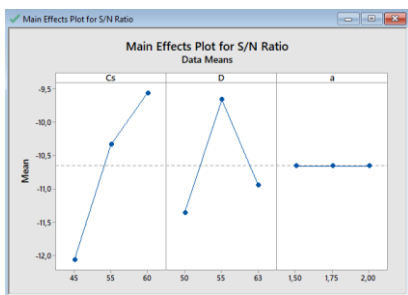 Main Effects Plot for S/N Ratio
Main Effects Plot for S/N Ratio
Data Means
Cs D a
-9,5
-10,0
-10,5
-11,0
-11,5
-12,0
Mean
45 55 60 50 55 63 1,50 1,75 2,00